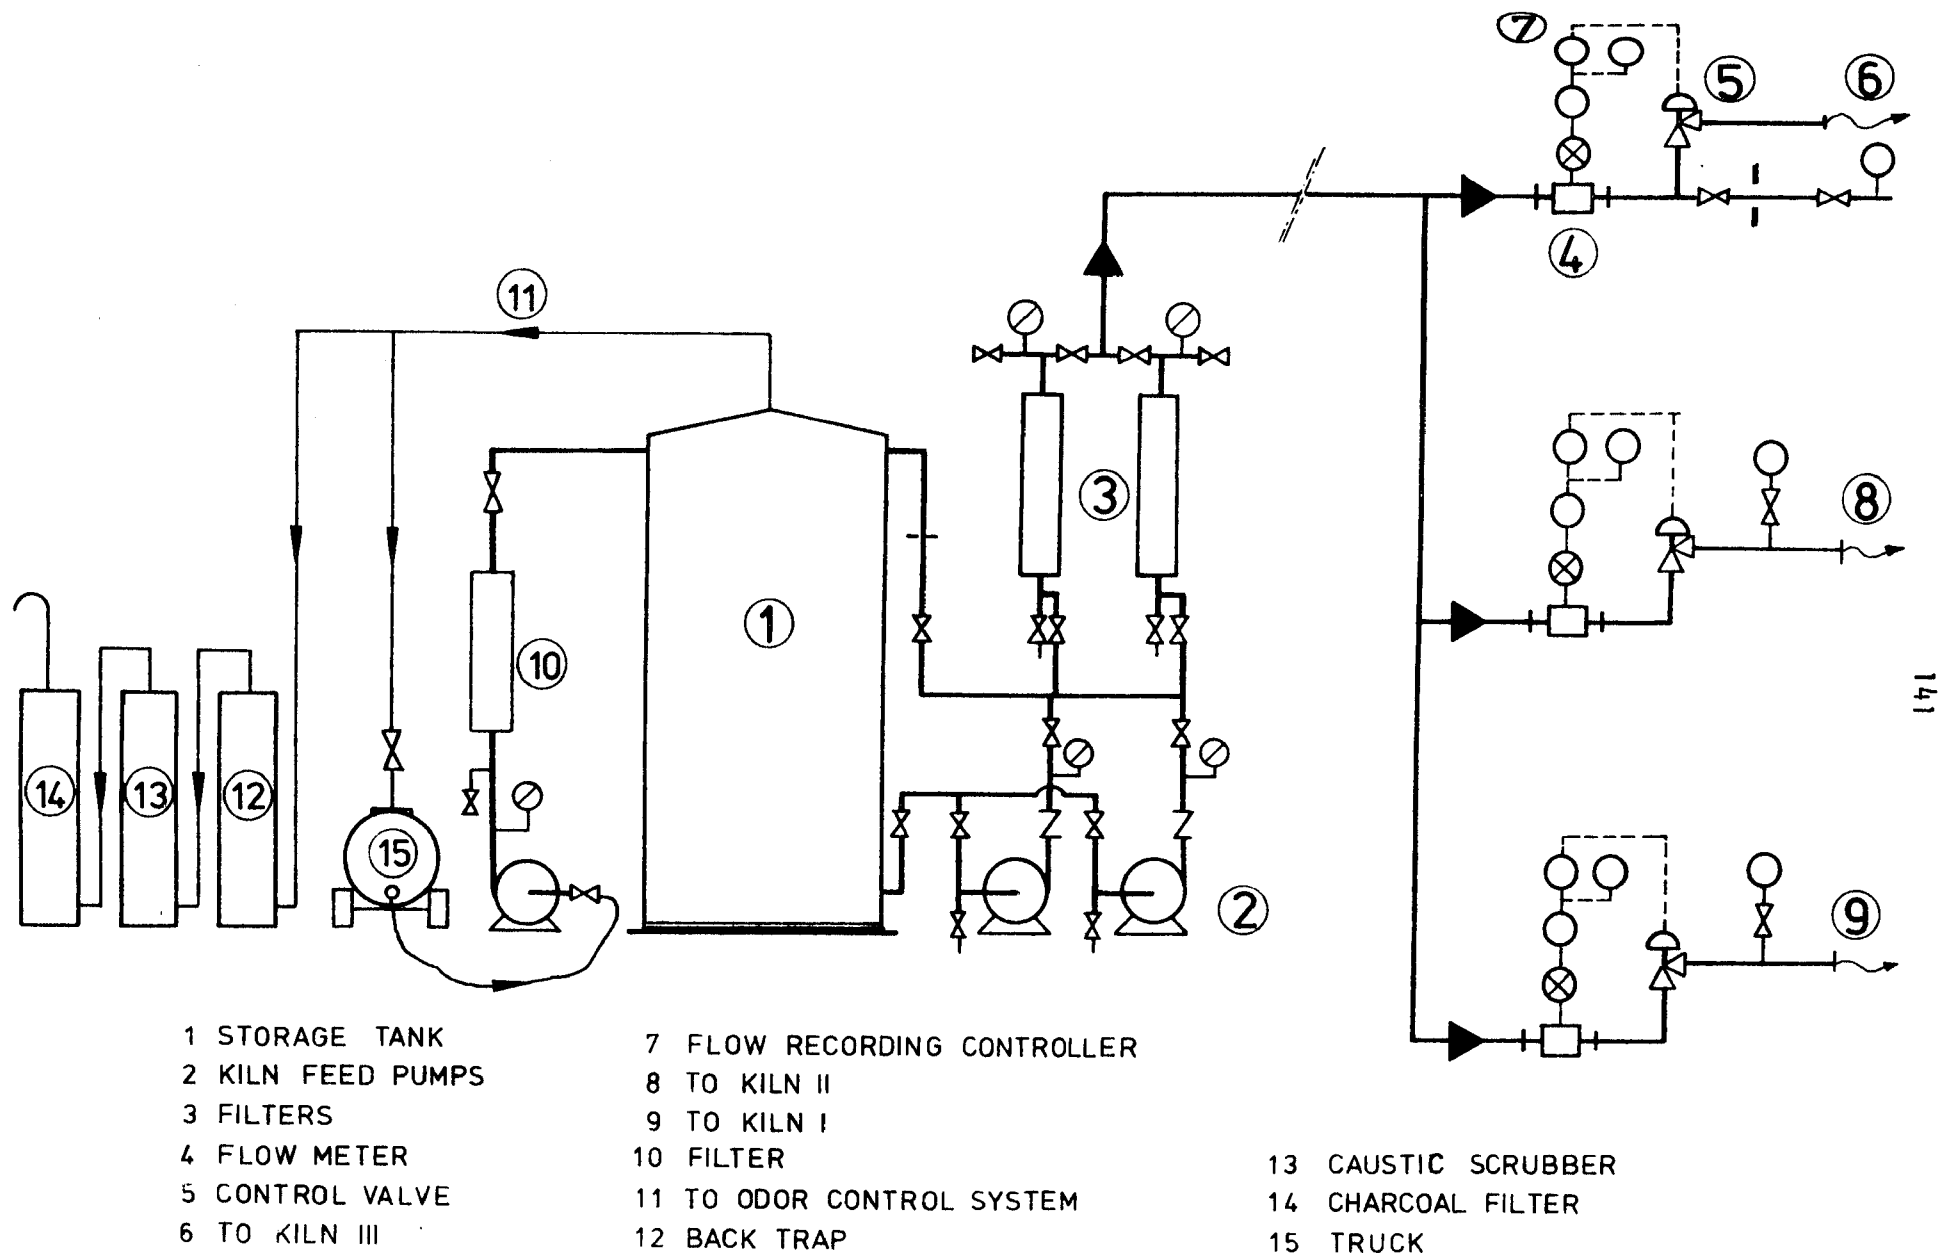 7
5
6
4
11
3
8
1
10
141
14
13
12
15
2
9
1 STORAGE TANK
2 KILN FEED PUMPS
3 FILTERS
4 FLOW METER
5 CONTROL VALVE
6 TO KILN III
7 FLOW RECORDING CONTROLLER
8 TO KILN II
9 TO KILN I
10 FILTER
11 TO ODOR CONTROL SYSTEM
12 BACK TRAP
13 CAUSTIC SCRUBBER
14 CHARCOAL FILTER
15 TRUCK